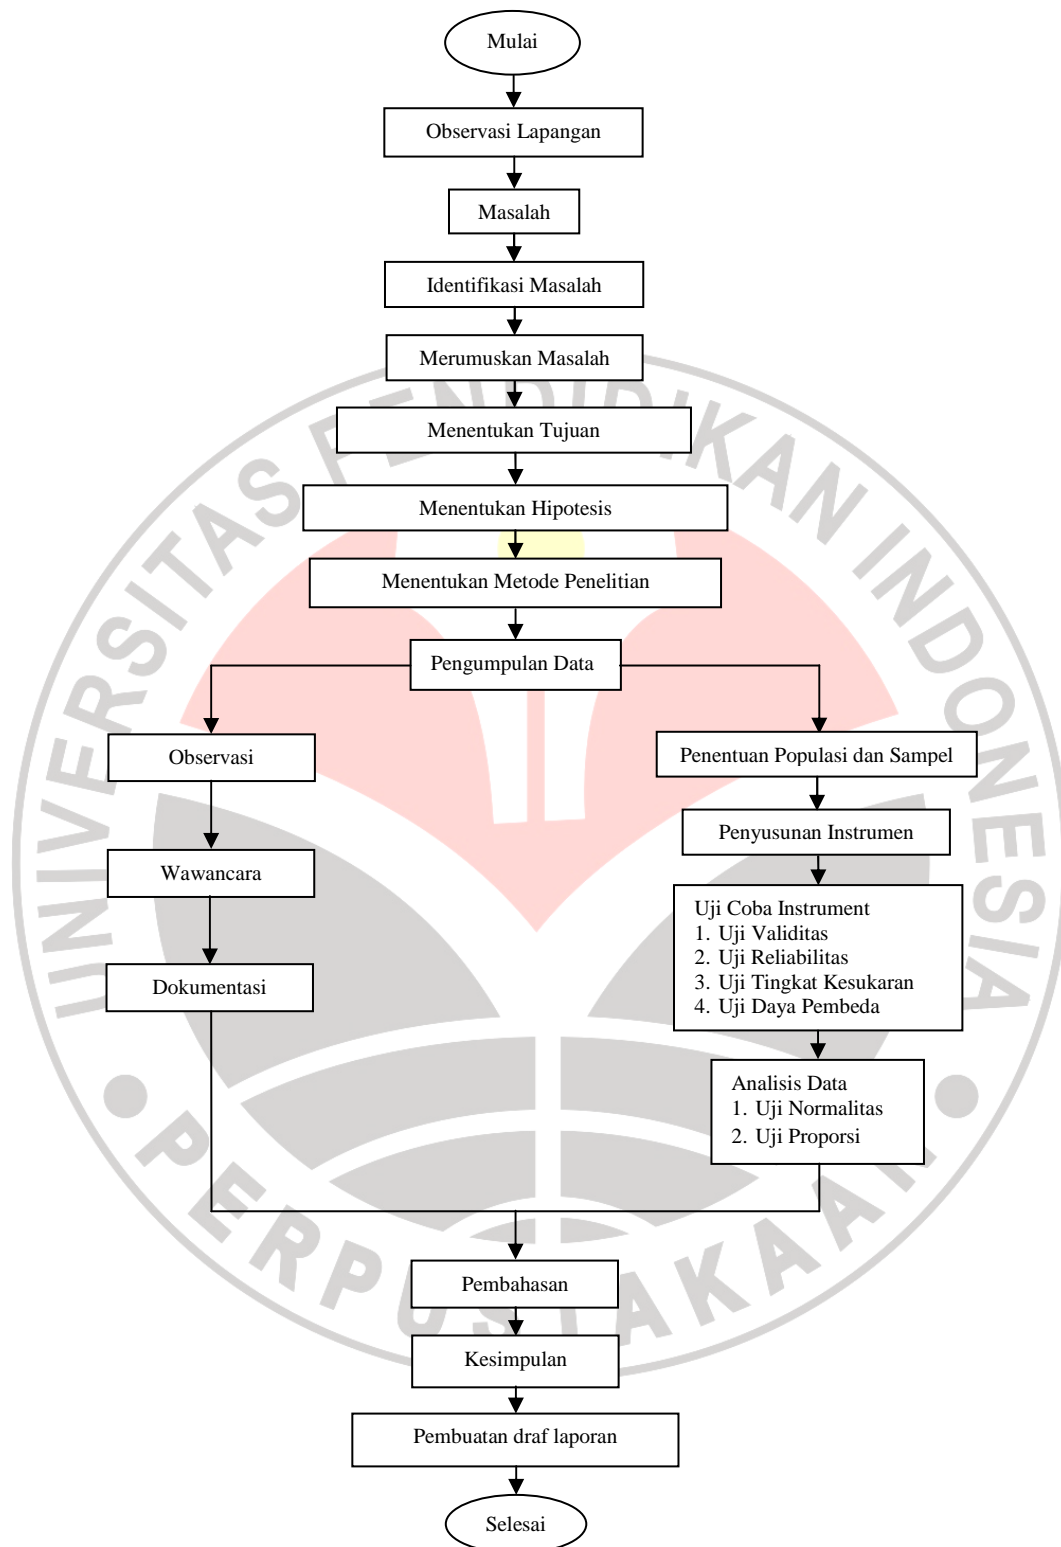 Mulai
Observasi Lapangan
Masalah
Identifikasi Masalah
Merumuskan Masalah
Menentukan Tujuan
Menentukan Hipotesis
Menentukan Metode Penelitian
Pengumpulan Data
Observasi
Wawancara
Dokumentasi
Penentuan Populasi dan Sampel
Penyusunan Instrumen
Uji Coba Instrument
1. Uji Validitas
2. Uji Reliabilitas
3. Uji Tingkat Kesukaran
4. Uji Daya Pembeda
Analisis Data
1. Uji Normalitas
2. Uji Proporsi
Pembahasan
Kesimpulan
Pembuatan draf laporan
Selesai
UNIVERSITAS PENDIDIKAN INDONESIA
PERPUSTAKAAN